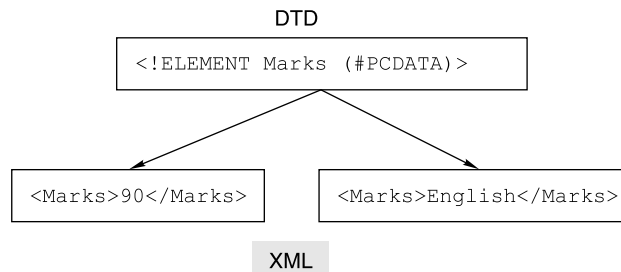 DTD
<!ELEMENT Marks (#PCDATA)>
<Marks>90</Marks>
<Marks>English</Marks>
XML